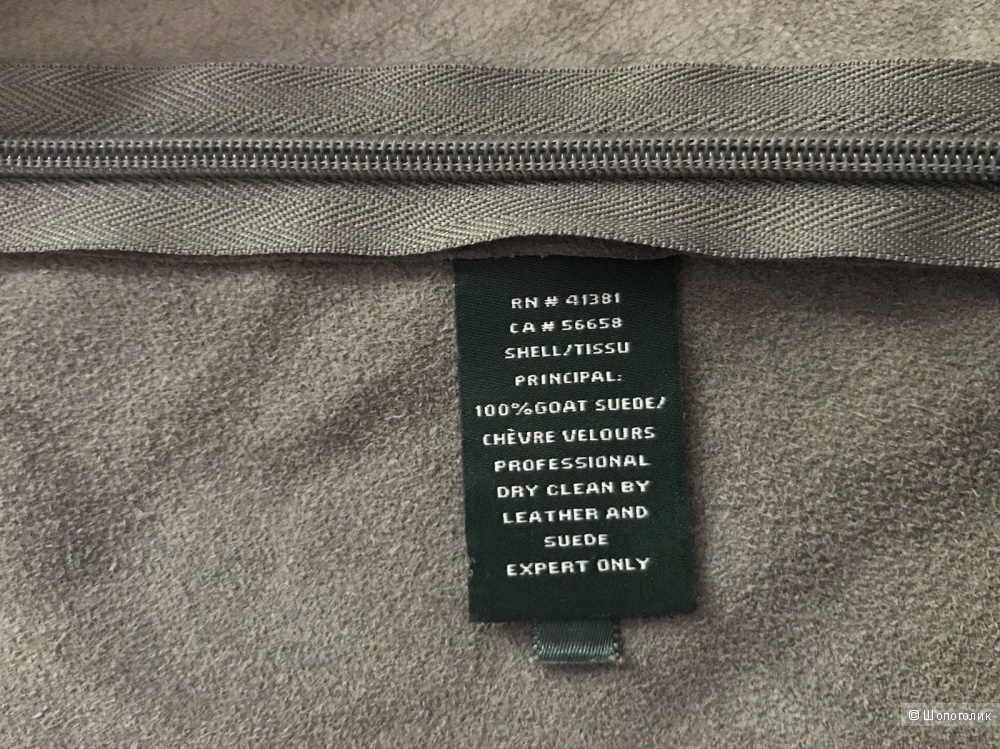 RN # 41381
CA # 56658
SHELL/TISSU
PRINCIPAL:
100%GOAT SUEDE/
CHÈVRE VELOURS
PROFESSIONAL
DRY CLEAN BY
LEATHER AND
SUEDE
EXPERT ONLY
© Шопоголик